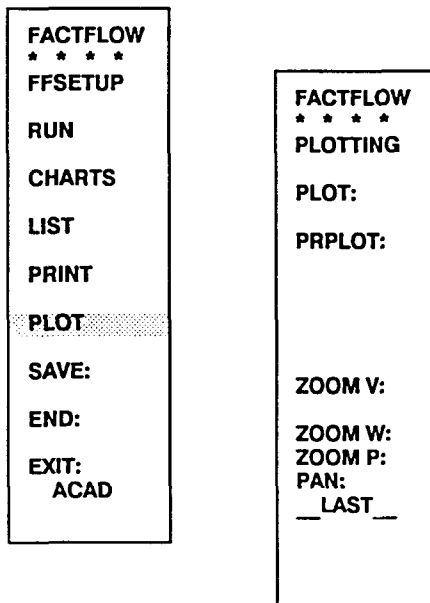 FACTFLOW
* * * *
FFSETUP
RUN
CHARTS
LIST
PRINT
PLOT
SAVE:
END:
EXIT:
ACAD
FACTFLOW
* * * *
PLOTTING
PLOT:
PRPLOT:
ZOOM V:
ZOOM W:
ZOOM P:
PAN:
__LAST__